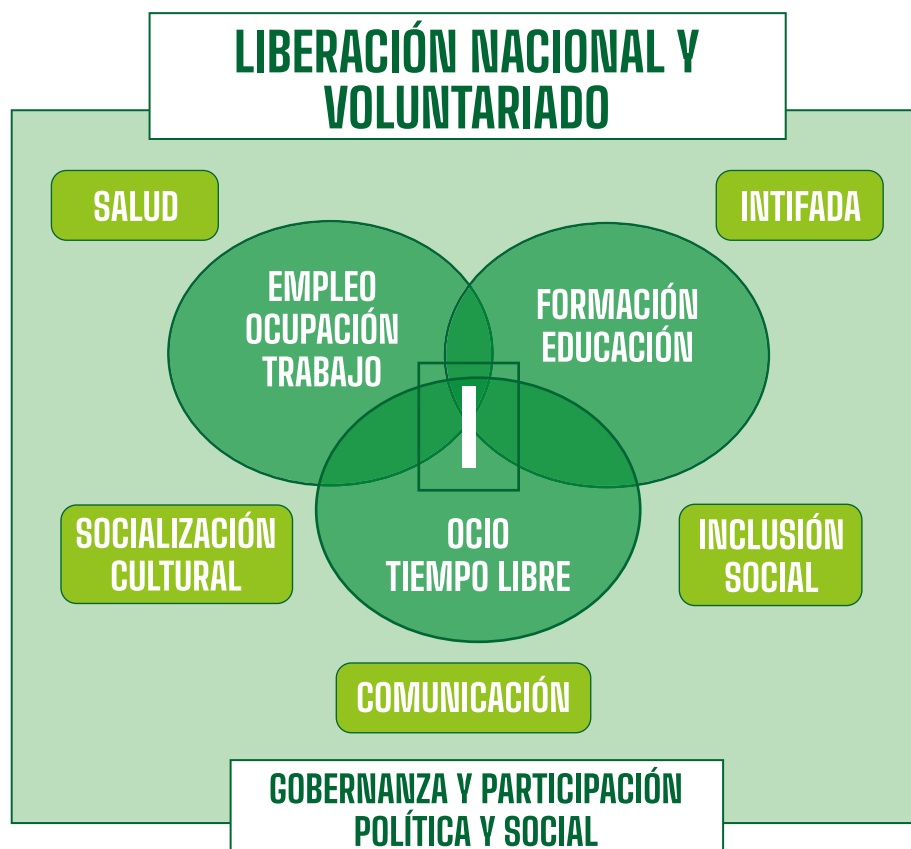 LIBERACIÓN NACIONAL Y
VOLUNTARIADO
SALUD
INTIFADA
EMPLEO
OCUPACIÓN
TRABAJO
FORMACIÓN
EDUCACIÓN
I
SOCIALIZACIÓN
CULTURAL
OCIO
TIEMPO LIBRE
INCLUSIÓN
SOCIAL
COMUNICACIÓN
GOBERNANZA Y PARTICIPACIÓN
POLÍTICA Y SOCIAL